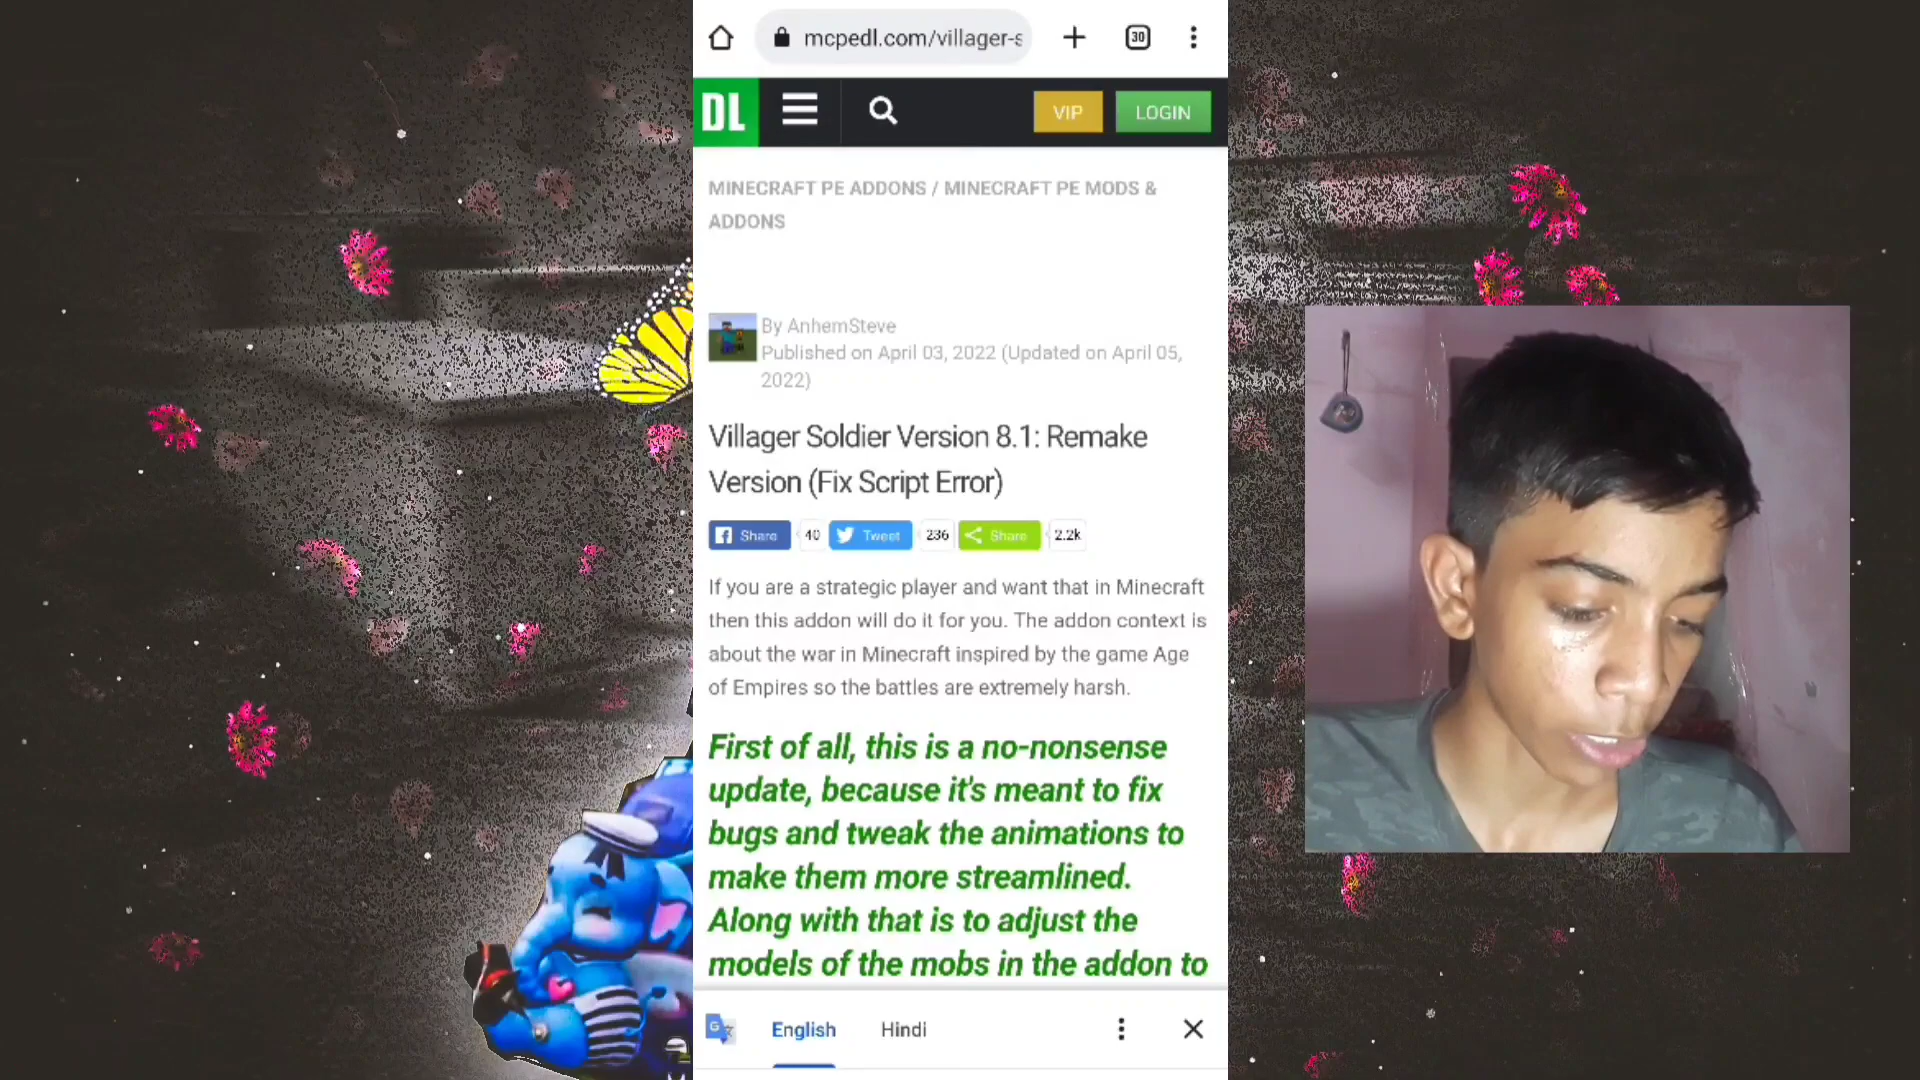 mcpedl.com/villager-s
30
DL
VIP
LOGIN
MINECRAFT PE ADDONS / MINECRAFT PE MODS &
ADDONS
By AnhemSteve
Published on April 03, 2022 (Updated on April 05,
2022)
Villager Soldier Version 8.1: Remake
Version (Fix Script Error)
Share 40 Tweet 236 Share 2.2k
If you are a strategic player and want that in Minecraft
then this addon will do it for you. The addon context is
about the war in Minecraft inspired by the game Age
of Empires so the battles are extremely harsh.
First of all, this is a no-nonsense
update, because it's meant to fix
bugs and tweak the animations to
make them more streamlined.
Along with that is to adjust the
models of the mobs in the addon to
English Hindi